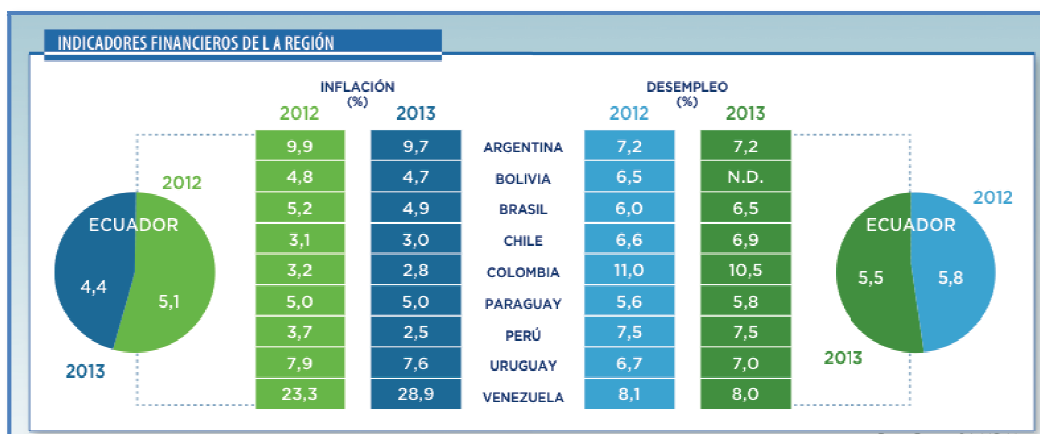 INDICADORES FINANCIEROS DE L A REGIÓN
INFLACIÓN (%) DESEMPLEO (%)
2012 2013 2012 2013
9,9 9,7 ARGENTINA 7,2 7,2
4,8 4,7 BOLIVIA 6,5 N.D.
5,2 4,9 BRASIL 6,0 6,5
3,1 3,0 CHILE 6,6 6,9
3,2 2,8 COLOMBIA 11,0 10,5
5,0 5,0 PARAGUAY 5,6 5,8
3,7 2,5 PERÚ 7,5 7,5
7,9 7,6 URUGUAY 6,7 7,0
23,3 28,9 VENEZUELA 8,1 8,0
2012
ECUADOR
4,4 5,1
2013
2012
ECUADOR
5,5 5,8
2013